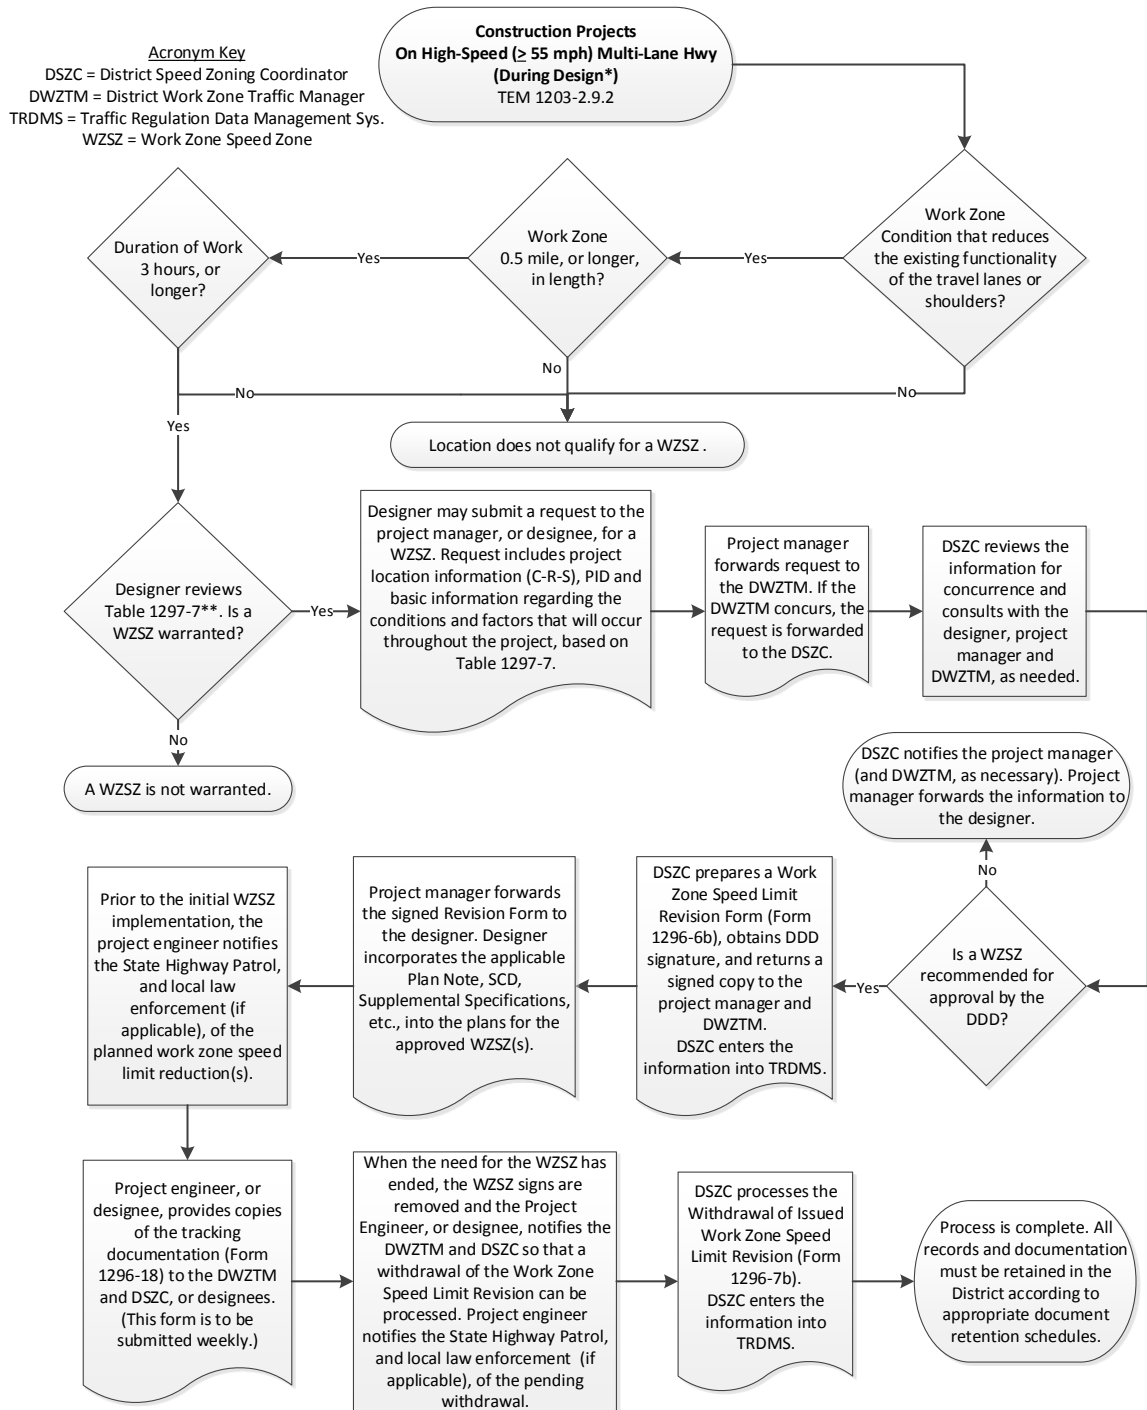 Construction Projects
On High-Speed (≥ 55 mph) Multi-Lane Hwy
(During Design*)
TEM 1203-2.9.2
Acronym Key
DSZC = District Speed Zoning Coordinator
DWZTM = District Work Zone Traffic Manager
TRDMS = Traffic Regulation Data Management Sys.
WZSZ = Work Zone Speed Zone
Work Zone
Condition that reduces
the existing functionality
of the travel lanes or
shoulders?
Yes
No
Work Zone
0.5 mile, or longer,
in length?
Yes
No
Duration of Work
3 hours, or
longer?
No
Yes
Location does not qualify for a WZSZ .
Designer reviews
Table 1297-7**. Is a
WZSZ warranted?
Yes
No
A WZSZ is not warranted.
Designer may submit a request to the
project manager, or designee, for a
WZSZ. Request includes project
location information (C-R-S), PID and
basic information regarding the
conditions and factors that will occur
throughout the project, based on
Table 1297-7.
Project manager
forwards request to
the DWZTM. If the
DWZTM concurs, the
request is forwarded
to the DSZC.
DSZC reviews the
information for
concurrence and
consults with the
designer, project
manager and
DWZTM, as needed.
DSZC notifies the project manager
(and DWZTM, as necessary). Project
manager forwards the information to
the designer.
No
Is a WZSZ
recommended for
approval by the
DDD?
Yes
DSZC prepares a Work
Zone Speed Limit
Revision Form (Form
1296-6b), obtains DDD
signature, and returns a
signed copy to the
project manager and
DWZTM.
DSZC enters the
information into TRDMS.
Project manager forwards
the signed Revision Form to
the designer. Designer
incorporates the applicable
Plan Note, SCD,
Supplemental Specifications,
etc., into the plans for the
approved WZSZ(s).
Prior to the initial WZSZ
implementation, the
project engineer notifies
the State Highway Patrol,
and local law enforcement
(if applicable), of the
planned work zone speed
limit reduction(s).
Project engineer, or
designee, provides copies
of the tracking
documentation (Form
1296-18) to the DWZTM
and DSZC, or designees.
(This form is to be
submitted weekly.)
When the need for the WZSZ has
ended, the WZSZ signs are
removed and the Project
Engineer, or designee, notifies the
DWZTM and DSZC so that a
withdrawal of the Work Zone
Speed Limit Revision can be
processed. Project engineer
notifies the State Highway Patrol,
and local law enforcement (if
applicable), of the pending
withdrawal.
DSZC processes the
Withdrawal of Issued
Work Zone Speed
Limit Revision (Form
1296-7b).
DSZC enters the
information into
TRDMS.
Process is complete. All
records and documentation
must be retained in the
District according to
appropriate document
retention schedules.